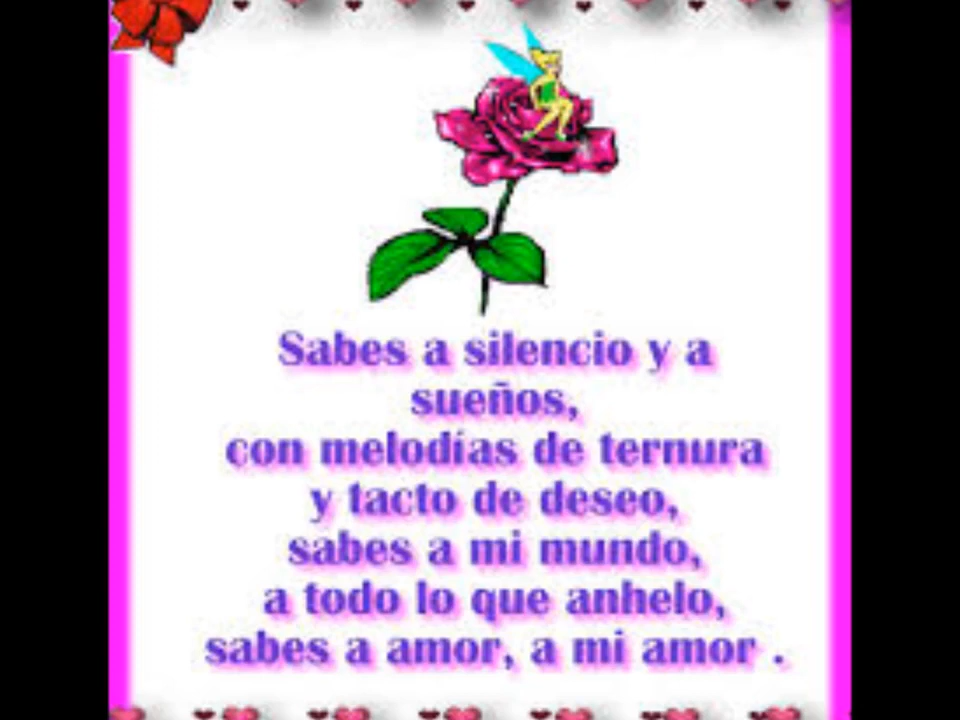 Sabes a silencio y a
sueños,
con melodías de ternura
y tacto de deseo,
sabes a mi mundo,
a todo lo que anhelo,
sabes a amor, a mi amor .